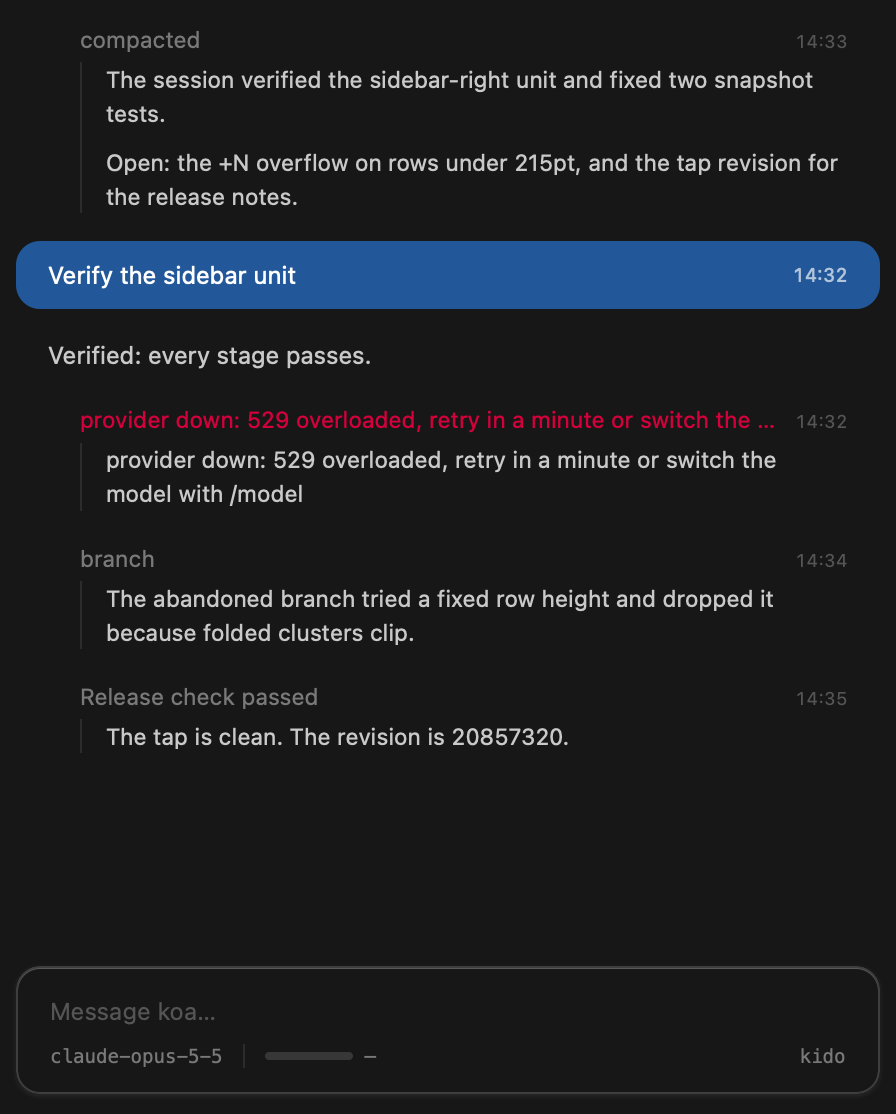 compacted 14:33
The session verified the sidebar-right unit and fixed two snapshot
tests.
Open: the +N overflow on rows under 215pt, and the tap revision for
the release notes.
Verify the sidebar unit 14:32
Verified: every stage passes.
provider down: 529 overloaded, retry in a minute or switch the ... 14:32
provider down: 529 overloaded, retry in a minute or switch the
model with /model
branch 14:34
The abandoned branch tried a fixed row height and dropped it
because folded clusters clip.
Release check passed 14:35
The tap is clean. The revision is 20857320.
Message koa...
claude-opus-5-5 — kido